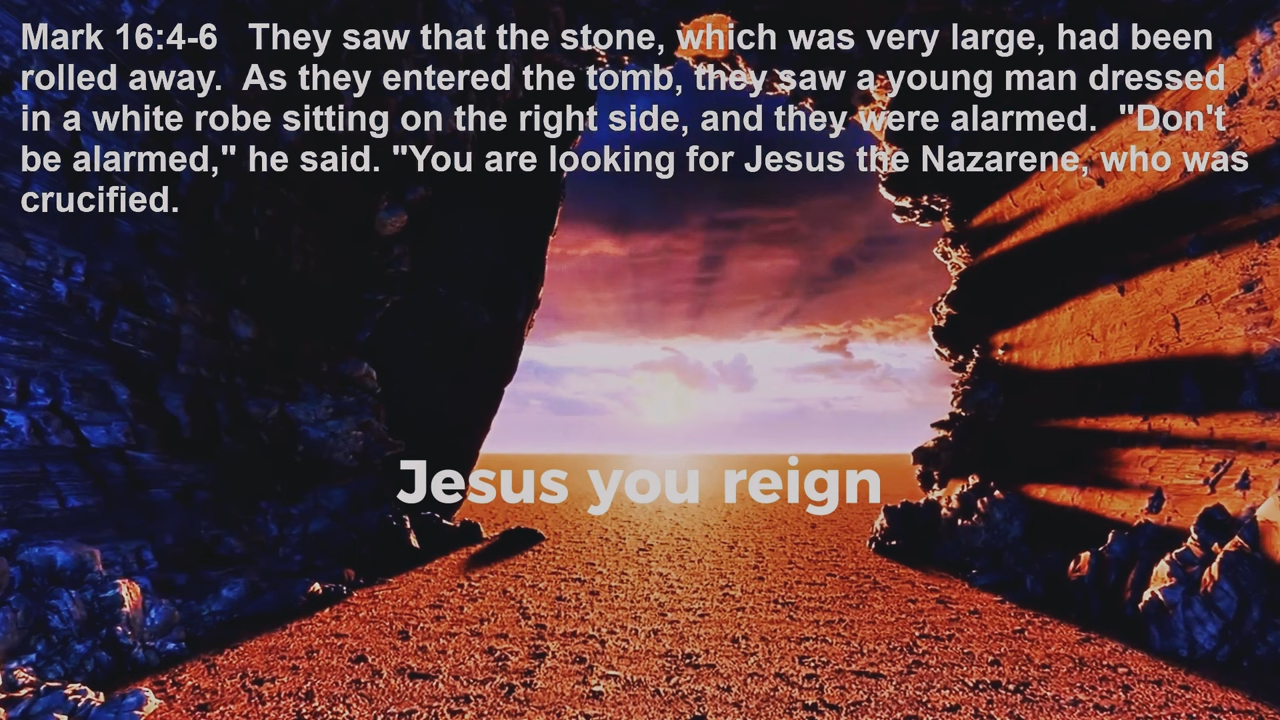 Mark 16:4-6   They saw that the stone, which was very large, had been
rolled away.  As they entered the tomb, they saw a young man dressed
in a white robe sitting on the right side, and they were alarmed.  "Don't
be alarmed," he said. "You are looking for Jesus the Nazarene, who was
crucified.
Jesus you reign